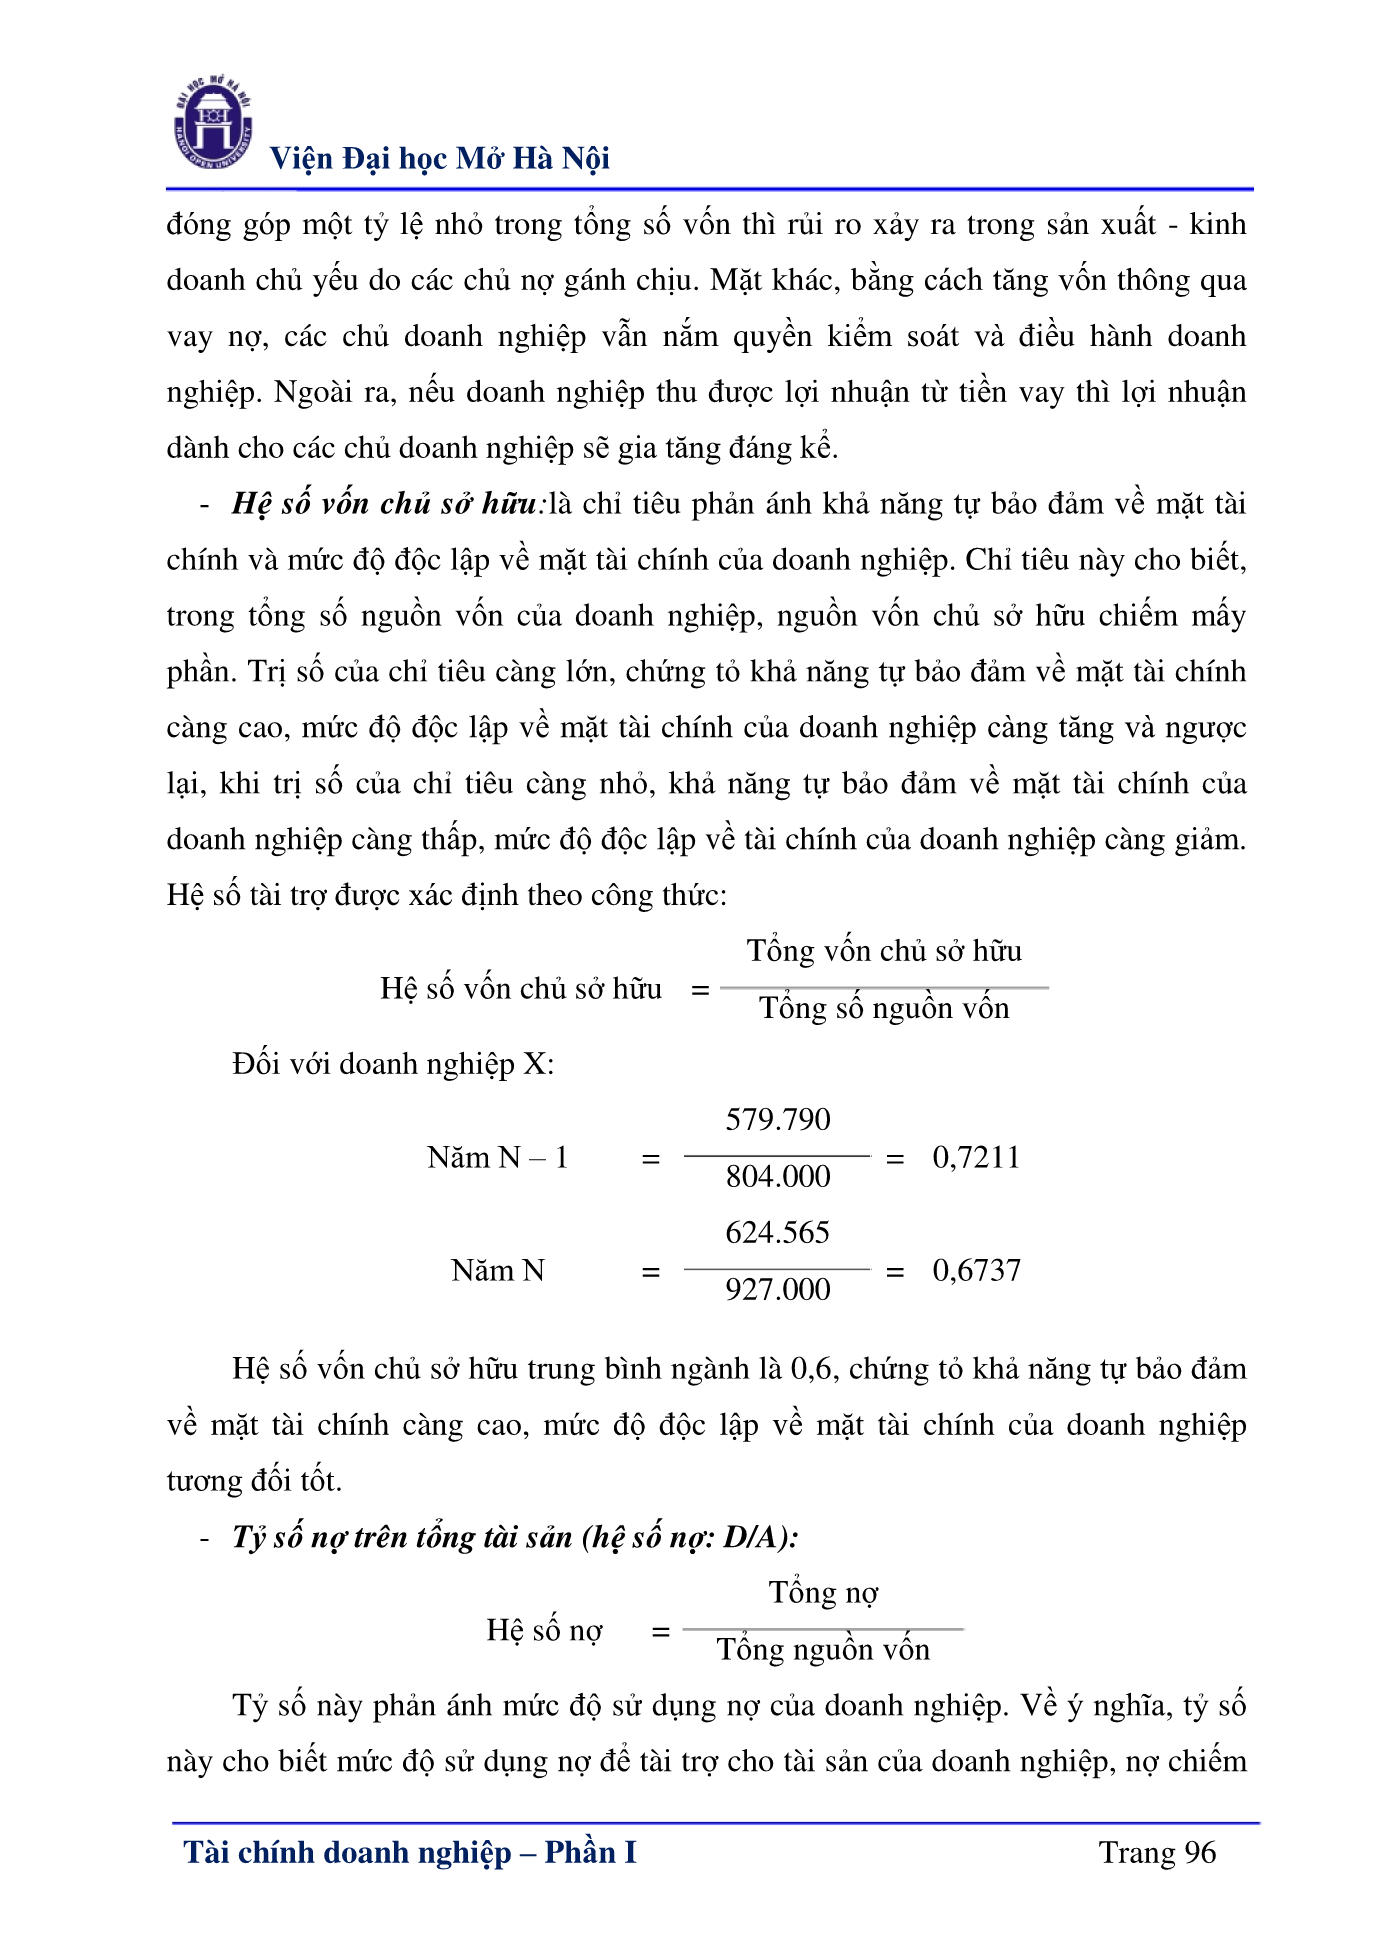 ĐẠI HỌC MỞ HÀ NỘI
HANOI OPEN UNIVERSITY
Viện Đại học Mở Hà Nội
đóng góp một tỷ lệ nhỏ trong tổng số vốn thì rủi ro xảy ra trong sản xuất - kinh
doanh chủ yếu do các chủ nợ gánh chịu. Mặt khác, bằng cách tăng vốn thông qua
vay nợ, các chủ doanh nghiệp vẫn nắm quyền kiểm soát và điều hành doanh
nghiệp. Ngoài ra, nếu doanh nghiệp thu được lợi nhuận từ tiền vay thì lợi nhuận
dành cho các chủ doanh nghiệp sẽ gia tăng đáng kể.
- Hệ số vốn chủ sở hữu:là chỉ tiêu phản ánh khả năng tự bảo đảm về mặt tài
chính và mức độ độc lập về mặt tài chính của doanh nghiệp. Chỉ tiêu này cho biết,
trong tổng số nguồn vốn của doanh nghiệp, nguồn vốn chủ sở hữu chiếm mấy
phần. Trị số của chỉ tiêu càng lớn, chứng tỏ khả năng tự bảo đảm về mặt tài chính
càng cao, mức độ độc lập về mặt tài chính của doanh nghiệp càng tăng và ngược
lại, khi trị số của chỉ tiêu càng nhỏ, khả năng tự bảo đảm về mặt tài chính của
doanh nghiệp càng thấp, mức độ độc lập về tài chính của doanh nghiệp càng giảm.
Hệ số tài trợ được xác định theo công thức:
Tổng vốn chủ sở hữu
Hệ số vốn chủ sở hữu =
Tổng số nguồn vốn
Đối với doanh nghiệp X:
579.790
Năm N – 1 = = 0,7211
804.000
624.565
Năm N = = 0,6737
927.000
Hệ số vốn chủ sở hữu trung bình ngành là 0,6, chứng tỏ khả năng tự bảo đảm
về mặt tài chính càng cao, mức độ độc lập về mặt tài chính của doanh nghiệp
tương đối tốt.
- Tỷ số nợ trên tổng tài sản (hệ số nợ: D/A):
Tổng nợ
Hệ số nợ =
Tổng nguồn vốn
Tỷ số này phản ánh mức độ sử dụng nợ của doanh nghiệp. Về ý nghĩa, tỷ số
này cho biết mức độ sử dụng nợ để tài trợ cho tài sản của doanh nghiệp, nợ chiếm
Tài chính doanh nghiệp – Phần I Trang 96